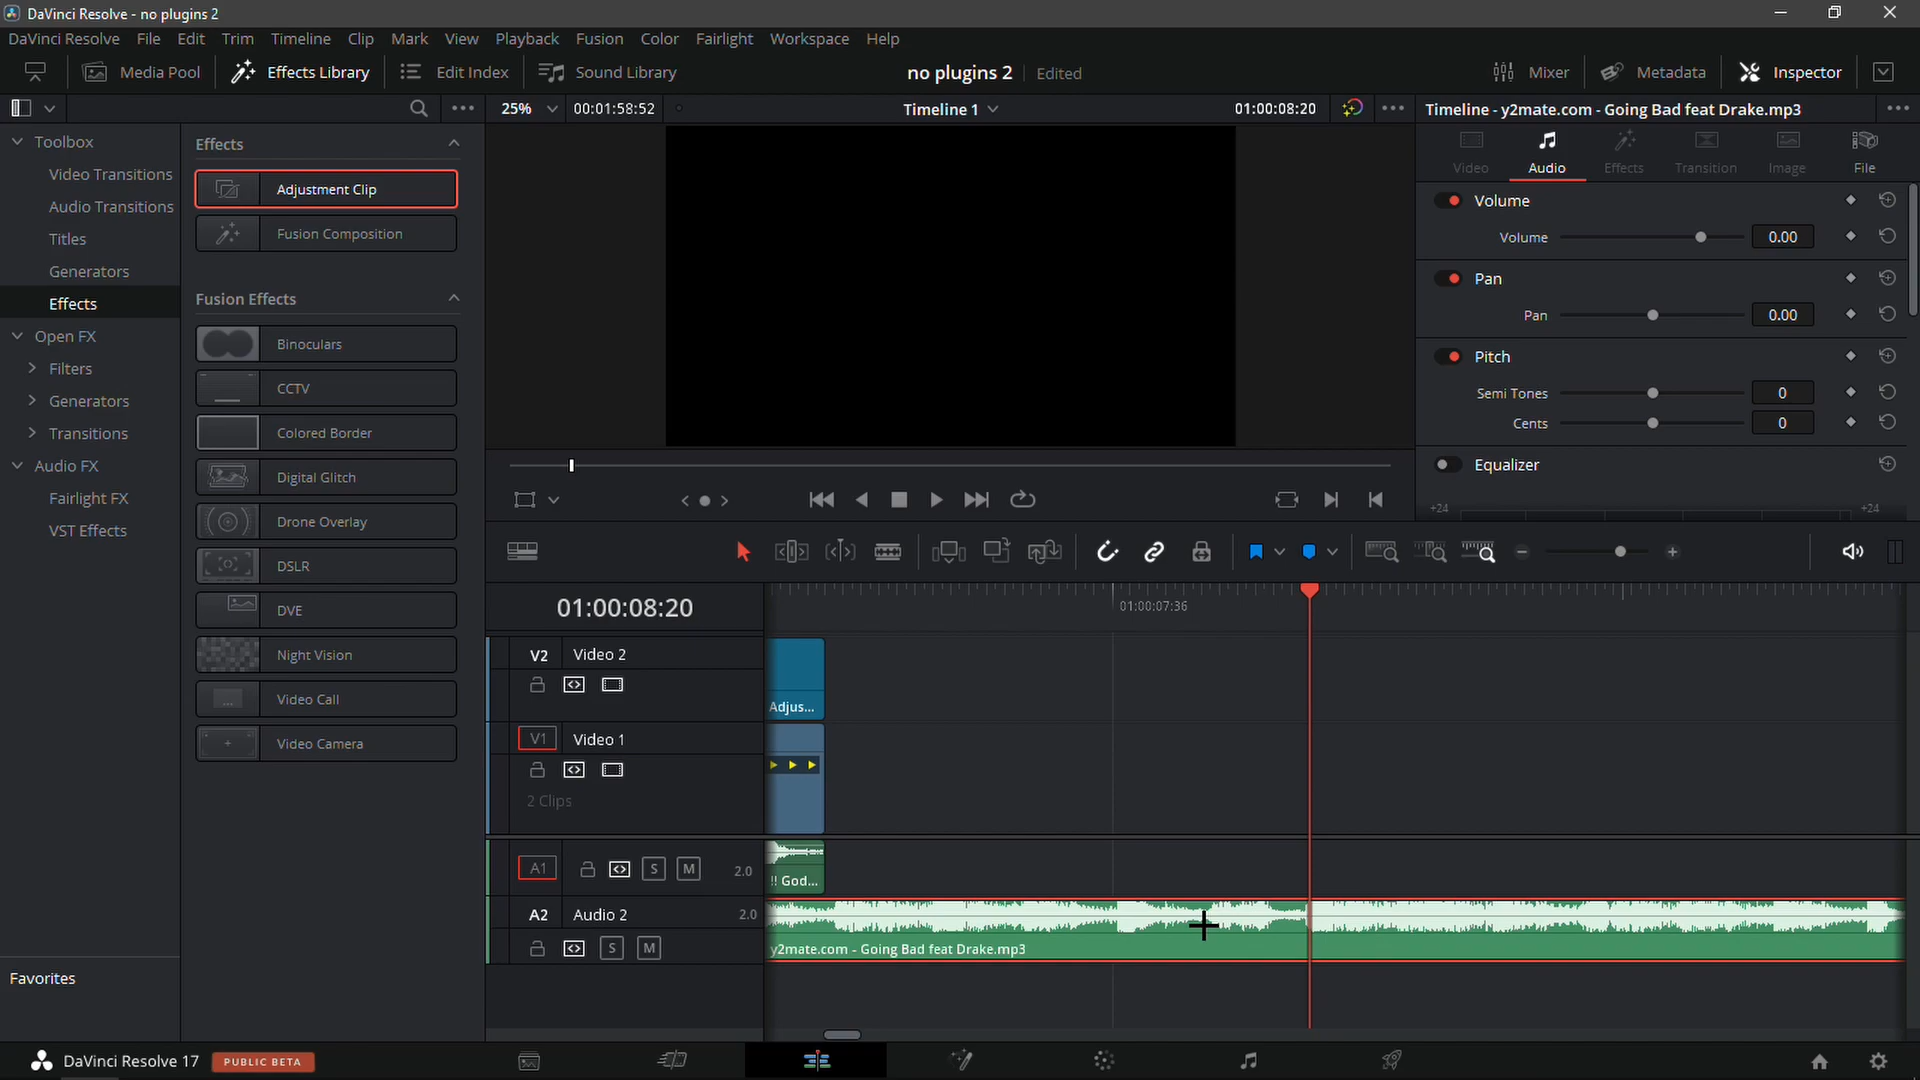 DaVinci Resolve - no plugins 2
DaVinci Resolve File Edit Trim Timeline Clip Mark View Playback Fusion Color Fairlight Workspace Help
Media Pool Effects Library Edit Index Sound Library no plugins 2 Edited Mixer Metadata Inspector
25% 00:01:58:52 Timeline 1 01:00:08:20 Timeline - y2mate.com - Going Bad feat Drake.mp3
Toolbox
Video Transitions
Audio Transitions
Titles
Generators
Effects
Open FX
Filters
Generators
Transitions
Audio FX
Fairlight FX
VST Effects
Favorites
Effects
Adjustment Clip
Fusion Composition
Fusion Effects
Binoculars
CCTV
Colored Border
Digital Glitch
Drone Overlay
DSLR
DVE
Night Vision
Video Call
Video Camera
Video Audio Effects Transition Image File
Volume
Volume 0.00
Pan
Pan 0.00
Pitch
Semi Tones 0
Cents 0
Equalizer
+24 +24
01:00:08:20
01:00:07:36
V2 Video 2
Adjus...
V1 Video 1
2 Clips
A1 S M 2.0
!! God...
A2 Audio 2 2.0
S M
y2mate.com - Going Bad feat Drake.mp3
DaVinci Resolve 17 PUBLIC BETA